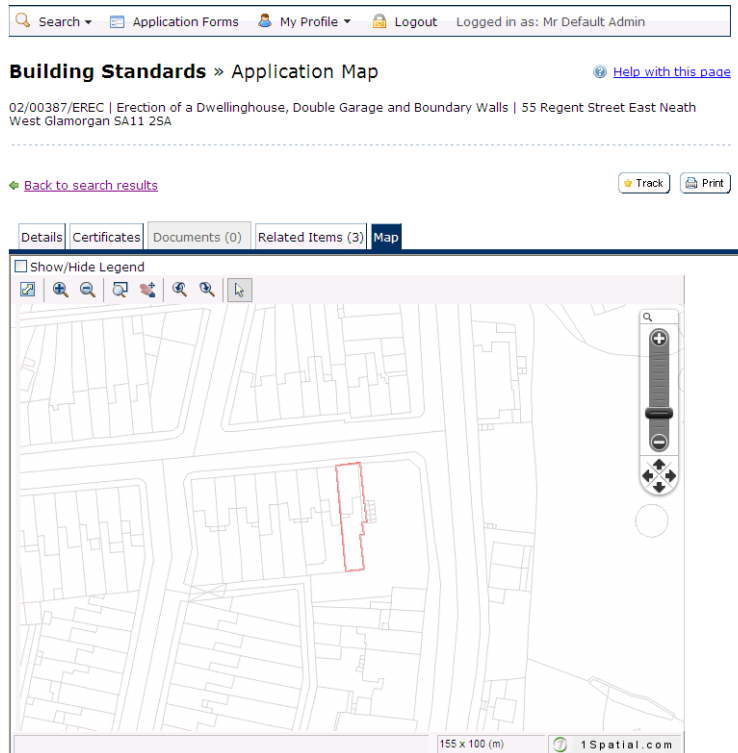 Search Application Forms My Profile Logout Logged in as: Mr Default Admin
Building Standards » Application Map
Help with this page
02/00387/EREC | Erection of a Dwellinghouse, Double Garage and Boundary Walls | 55 Regent Street East Neath
West Glamorgan SA11 2SA
Back to search results
Track
Print
Details Certificates Documents (0) Related Items (3) Map
Show/Hide Legend
155 x 100 (m)
1Spatial.com